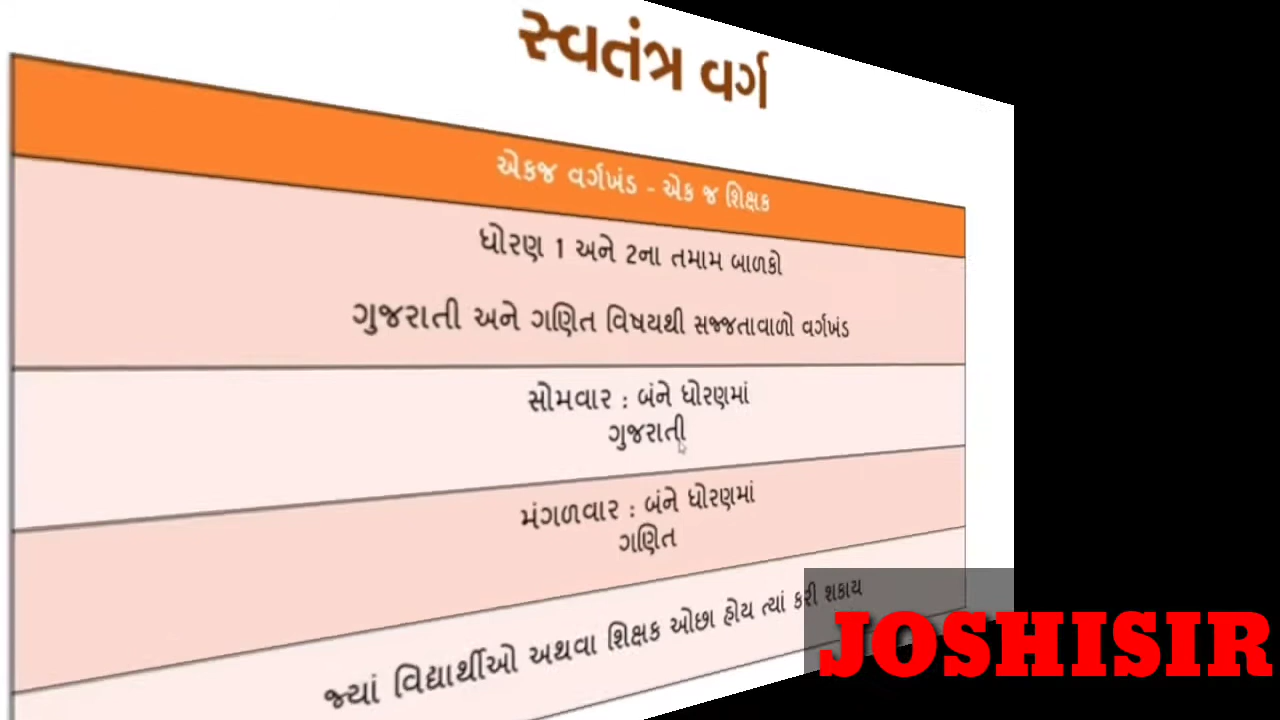 સ્વતંત્ર વર્ગ
એકજ વર્ગખંડ - એક જ શિક્ષક
ધોરણ 1 અને 2ના તમામ બાળકો
ગુજરાતી અને ગણિત વિષયથી સજ્જતાવાળો વર્ગખંડ
સોમવાર : બંને ધોરણમાં
ગુજરાતી
મંગળવાર : બંને ધોરણમાં
ગણિત
જ્યાં વિદ્યાર્થીઓ અથવા શિક્ષક ઓછા હોય ત્યાં કરી શકાય
JOSHISIR